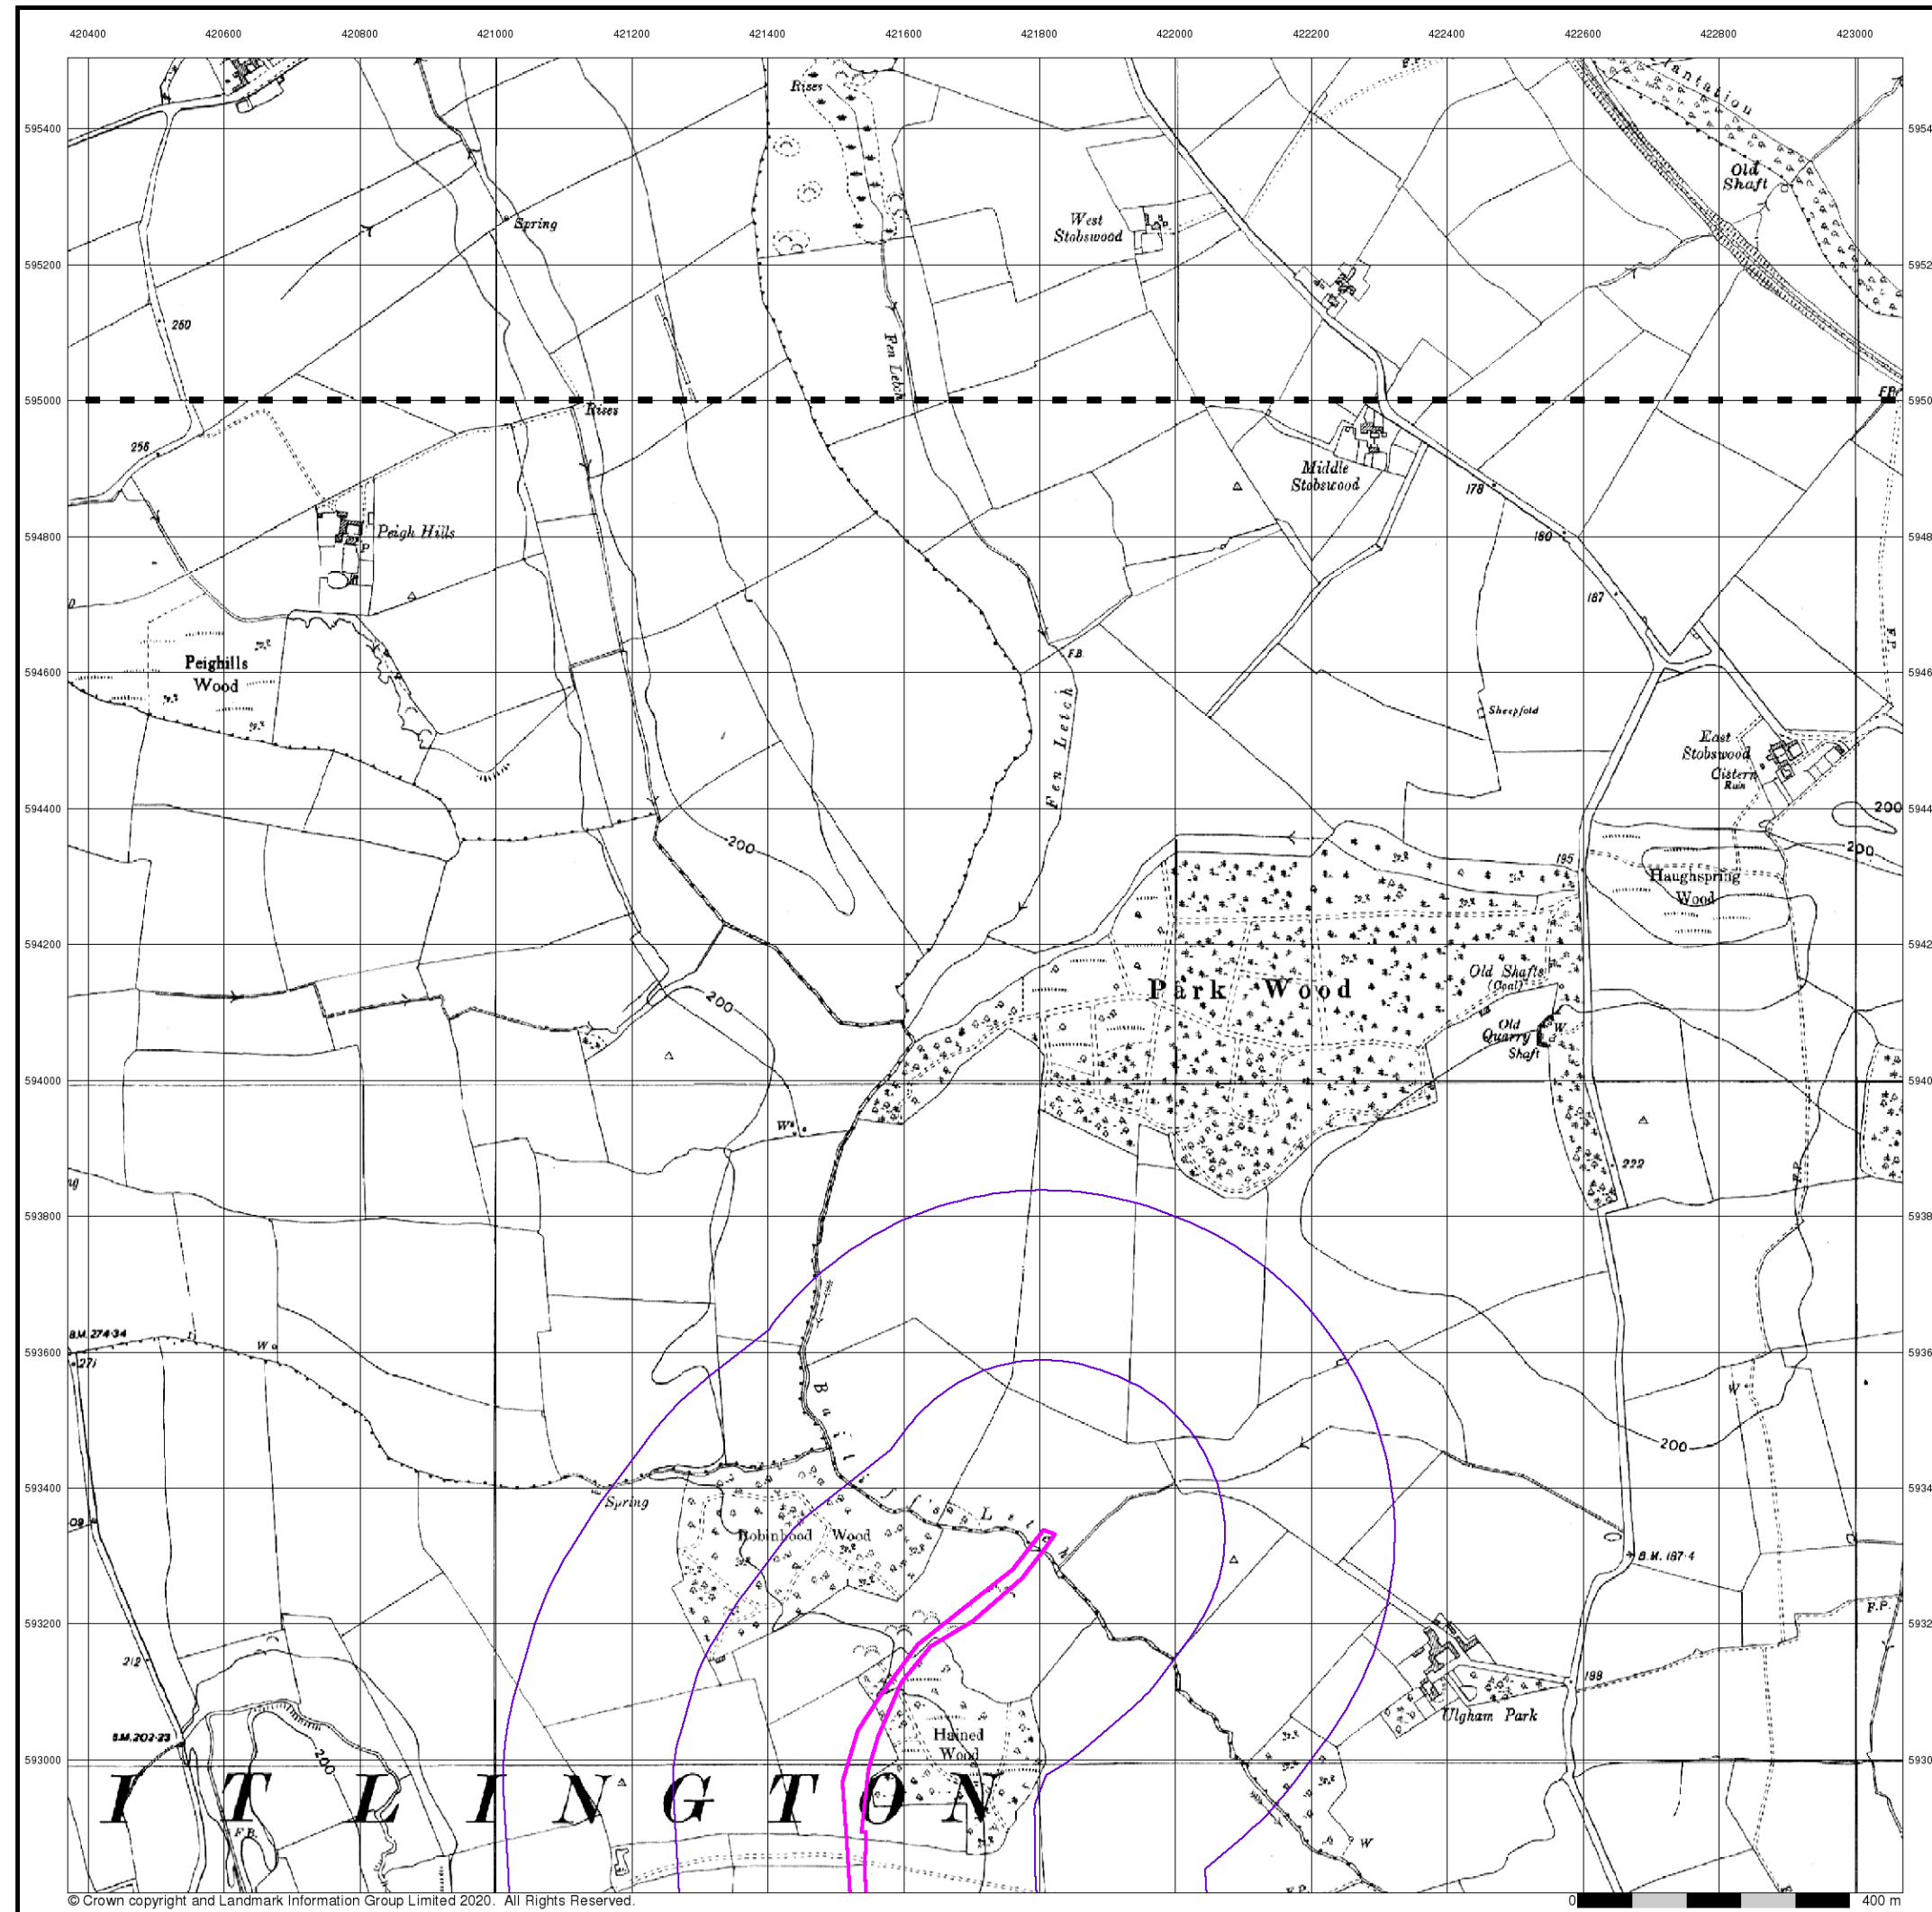 420400 420600 420800 421000 421200 421400 421600 421800 422000 422200 422400 422600 422800 423000
Rises
595400
Old
Shaft
Spring
West
Stobswood
595200
260
Fen Letch
595000
Rises
256
Middle
Stobswood
178
Peigh Hills
P
594800
180
187
F.P.
Peighills
Wood
F.B.
594600
Fen Letch
Sheepfold
East
Stobswood
Cistern
Ruin
594400
200
200
200
195
Haughspring
Wood
594200
Park Wood
Old Shafts
(Coal)
200
Old
Quarry
Shaft
W
594000
W
222
F.P.
593800
B.M. 274·34
271
W
593600
W
200
593400
Spring
Robinhood Wood
B.M. 187·4
593200
F.P.
212
198
Ulgham Park
B.M. 202·23
Hained
Wood
593000
200
ITLINGTON
F.B.
W
© Crown copyright and Landmark Information Group Limited 2020. All Rights Reserved.
0 400 m